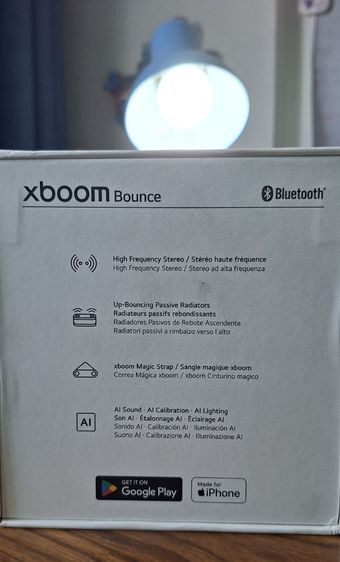 xboom Bounce
Bluetooth®
High Frequency Stereo / Stéréo haute fréquence
High Frequency Stereo / Stereo ad alta frequenza
Up-Bouncing Passive Radiators
Radiateurs passifs rebondissants
Radiadores Pasivos de Rebote Ascendente
Radiatori passivi a rimbalzo verso l'alto
xboom Magic Strap / Sangle magique xboom
Correa Mágica xboom / xboom Cinturino magico
AI
AI Sound · AI Calibration · AI Lighting
Son AI · Étalonnage AI · Éclairage AI
Sonido AI · Calibración AI · Iluminación AI
Suono AI · Calibrazione AI · Illuminazione AI
GET IT ON
Google Play
Made for
iPhone